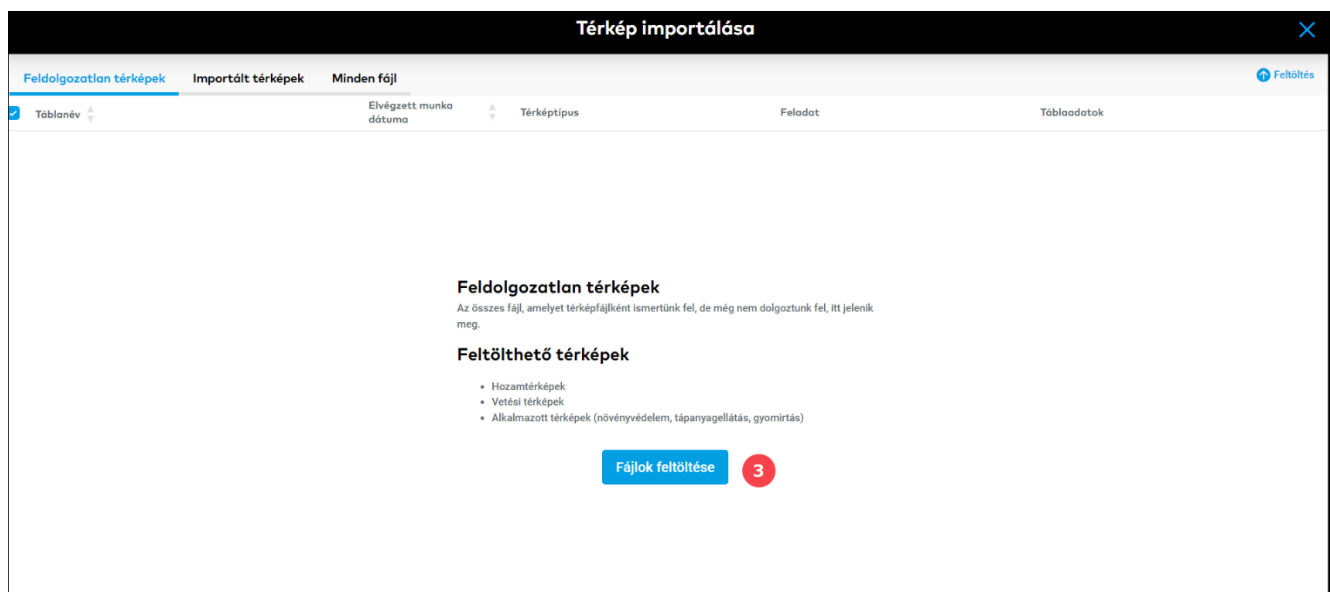 Térkép importálása
Feldolgozatlan térképek Importált térképek Minden fájl Feltöltés
Táblanév Elvégzett munka dátuma Térképtípus Feladat Táblaadatok
Feldolgozatlan térképek
Az összes fájl, amelyet térképfájlként ismertünk fel, de még nem dolgoztunk fel, itt jelenik
meg.
Feltölthető térképek
• Hozamtérképek
• Vetési térképek
• Alkalmazott térképek (növényvédelem, tápanyagellátás, gyomirtás)
Fájlok feltöltése 3